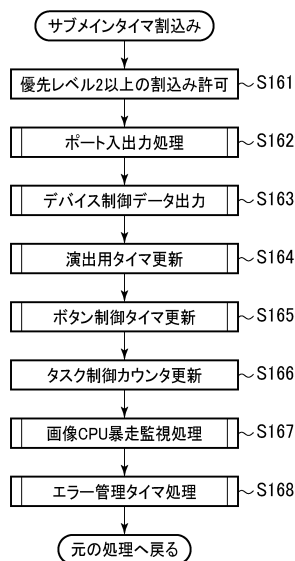 サブメインタイマ割込み
優先レベル2以上の割込み許可 S161
ポート入出力処理 S162
デバイス制御データ出力 S163
演出用タイマ更新 S164
ボタン制御タイマ更新 S165
タスク制御カウンタ更新 S166
画像CPU暴走監視処理 S167
エラー管理タイマ処理 S168
元の処理へ戻る